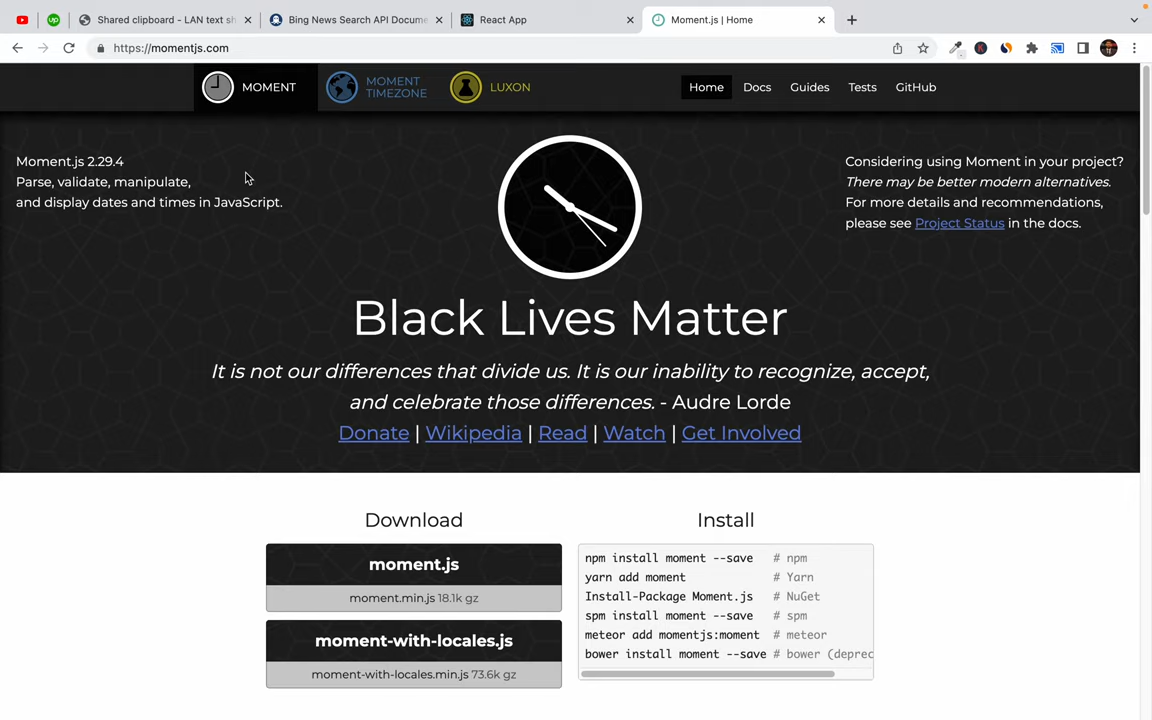 Shared clipboard - LAN text sh
Bing News Search API Docume
React App
Moment.js | Home
https://momentjs.com
MOMENT
MOMENT
TIMEZONE
LUXON
Home
Docs
Guides
Tests
GitHub
Moment.js 2.29.4
Parse, validate, manipulate,
and display dates and times in JavaScript.
Considering using Moment in your project?
There may be better modern alternatives.
For more details and recommendations,
please see Project Status in the docs.
Black Lives Matter
It is not our differences that divide us. It is our inability to recognize, accept,
and celebrate those differences. - Audre Lorde
Donate | Wikipedia | Read | Watch | Get Involved
Download
moment.js
moment.min.js 18.1k gz
moment-with-locales.js
moment-with-locales.min.js 73.6k gz
Install
npm install moment --save # npm
yarn add moment # Yarn
Install-Package Moment.js # NuGet
spm install moment --save # spm
meteor add momentjs:moment # meteor
bower install moment --save # bower (deprec